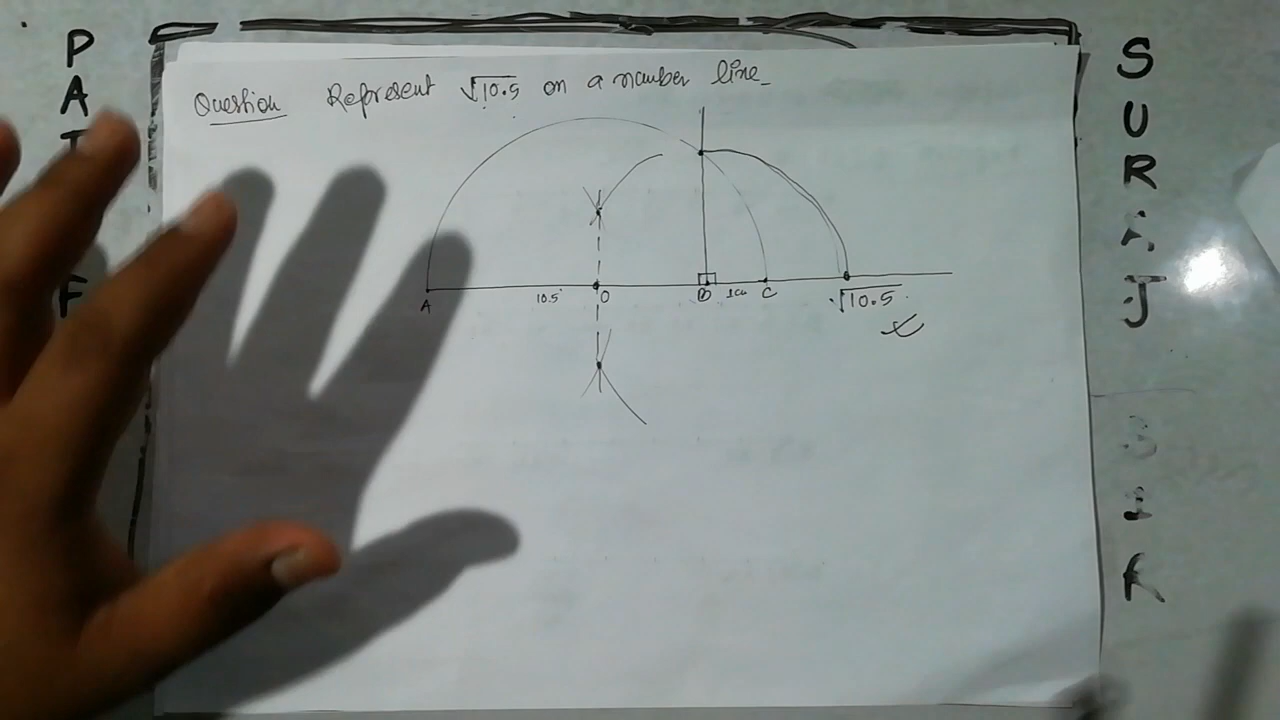 Question Represent √10.5 on a number line
A 10.5 O B 1cm C √10.5
P
A
F
S
U
R
J